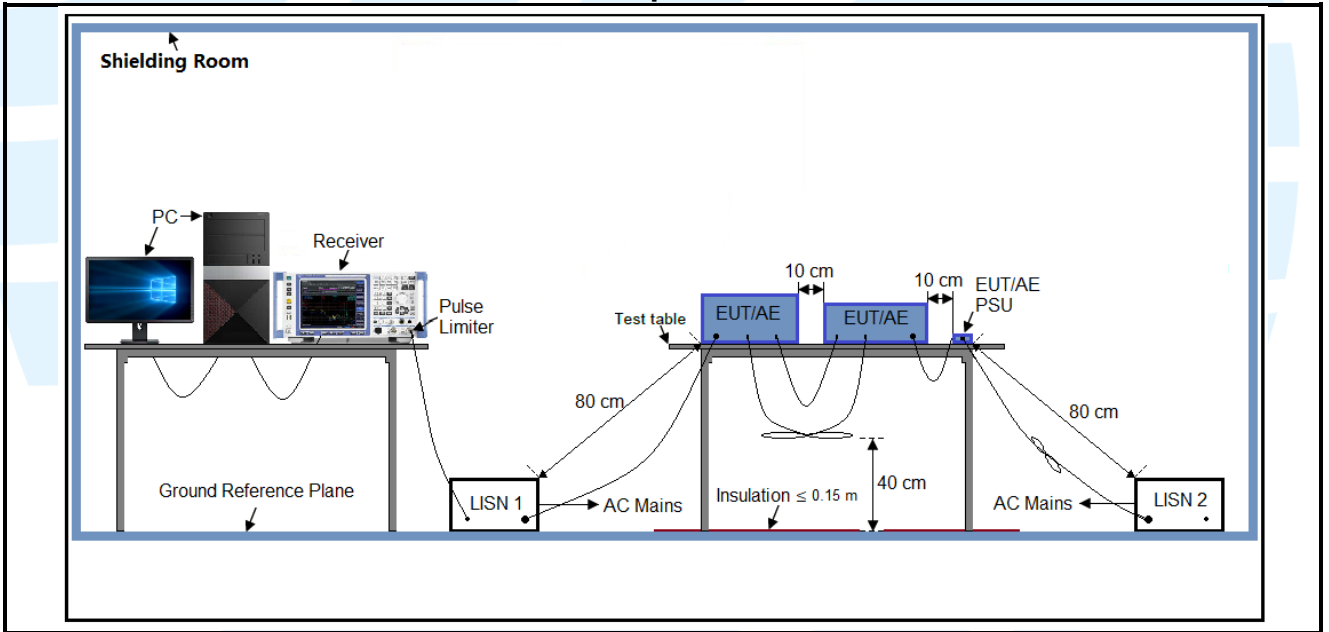 Shielding Room
PC
Receiver
Pulse
Limiter
10 cm
10 cm
EUT/AE
PSU
Test table
EUT/AE
EUT/AE
80 cm
80 cm
40 cm
Ground Reference Plane
LISN 1
AC Mains
Insulation ≤ 0.15 m
AC Mains
LISN 2